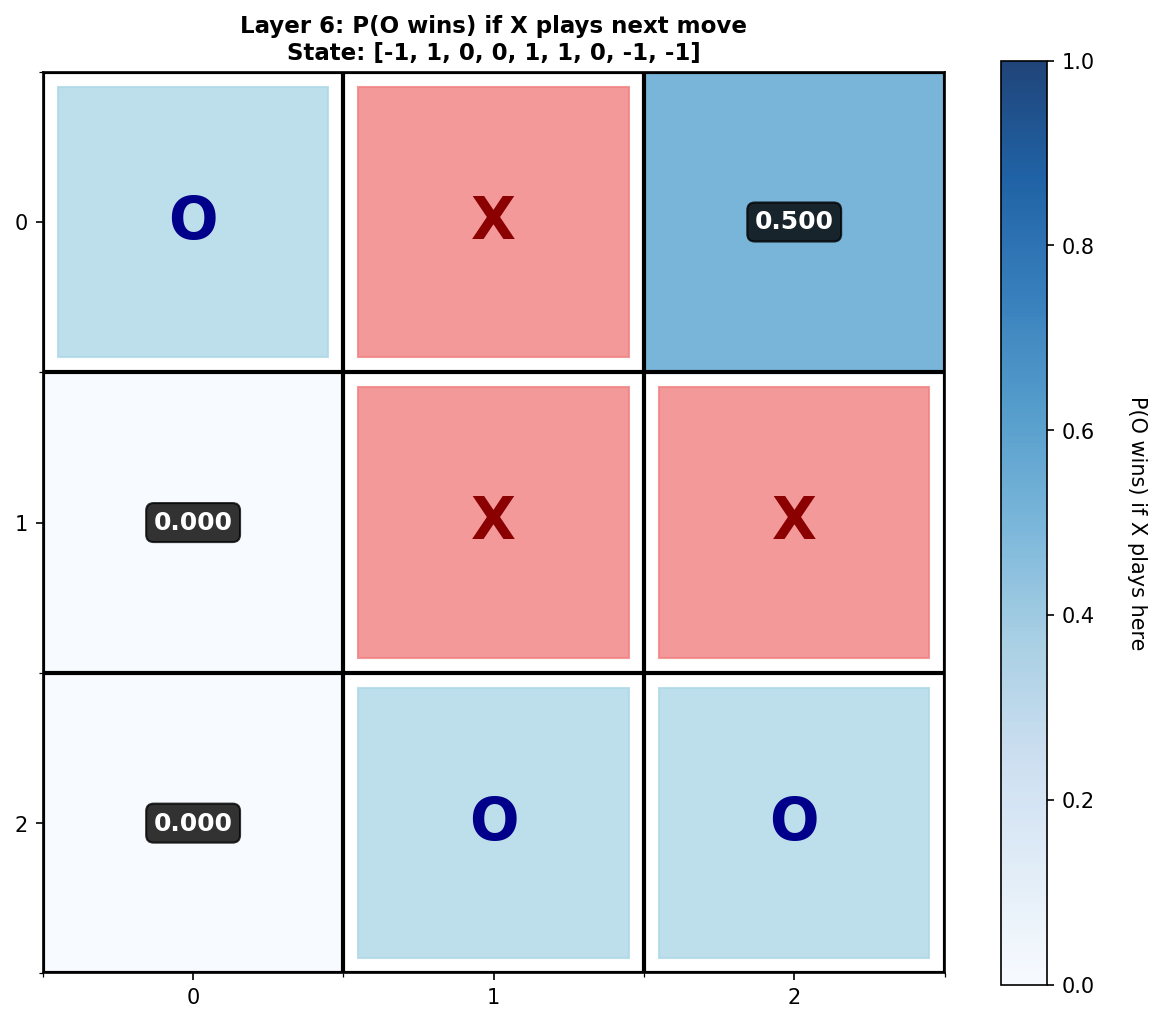 Layer 6: P(O wins) if X plays next move
State: [-1, 1, 0, 0, 1, 1, 0, -1, -1]
0
O
X
0.500
1
0.000
X
X
2
0.000
O
O
0
1
2
1.0
0.8
0.6
0.4
0.2
0.0
P(O wins) if X plays here